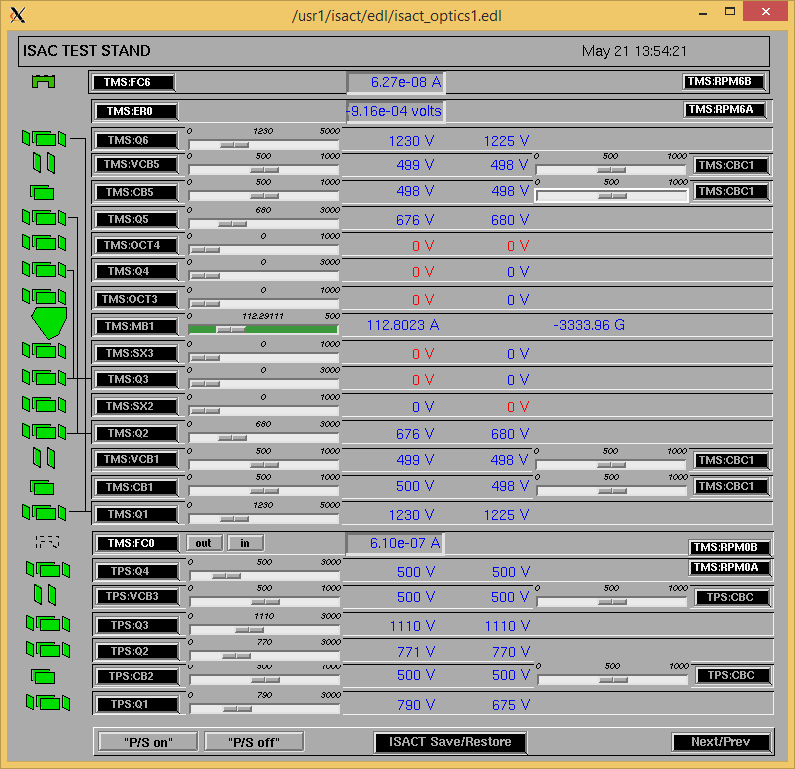 /usr1/isact/edl/isact_optics1.edl
ISAC TEST STAND May 21 13:54:21
TMS:FC6 6.27e-08 A TMS:RPM6B
TMS:ER0 -9.16e-04 volts TMS:RPM6A
TMS:Q6 0 1230 5000 1230 V 1225 V
TMS:VCB5 0 500 1000 499 V 498 V 0 500 1000 TMS:CBC1
TMS:CB5 0 500 1000 498 V 498 V 0 500 1000 TMS:CBC1
TMS:Q5 0 680 3000 676 V 680 V
TMS:OCT4 0 0 1000 0 V 0 V
TMS:Q4 0 0 3000 0 V 0 V
TMS:OCT3 0 0 1000 0 V 0 V
TMS:MB1 0 112.29111 500 112.8023 A -3333.96 G
TMS:SX3 0 0 1000 0 V 0 V
TMS:Q3 0 0 3000 0 V 0 V
TMS:SX2 0 0 1000 0 V 0 V
TMS:Q2 0 680 3000 676 V 680 V
TMS:VCB1 0 500 1000 499 V 498 V 0 500 1000 TMS:CBC1
TMS:CB1 0 500 1000 500 V 498 V 0 500 1000 TMS:CBC1
TMS:Q1 0 1230 5000 1230 V 1225 V
TMS:FC0 out in 6.10e-07 A TMS:RPM0B
TPS:Q4 0 500 3000 500 V 500 V TMS:RPM0A
TPS:VCB3 0 500 1000 500 V 500 V 0 500 1000 TPS:CBC
TPS:Q3 0 1110 3000 1110 V 1110 V
TPS:Q2 0 770 3000 771 V 770 V
TPS:CB2 0 500 1000 500 V 500 V 0 500 1000 TPS:CBC
TPS:Q1 0 790 3000 790 V 675 V
"P/S on" "P/S off" ISACT Save/Restore Next/Prev